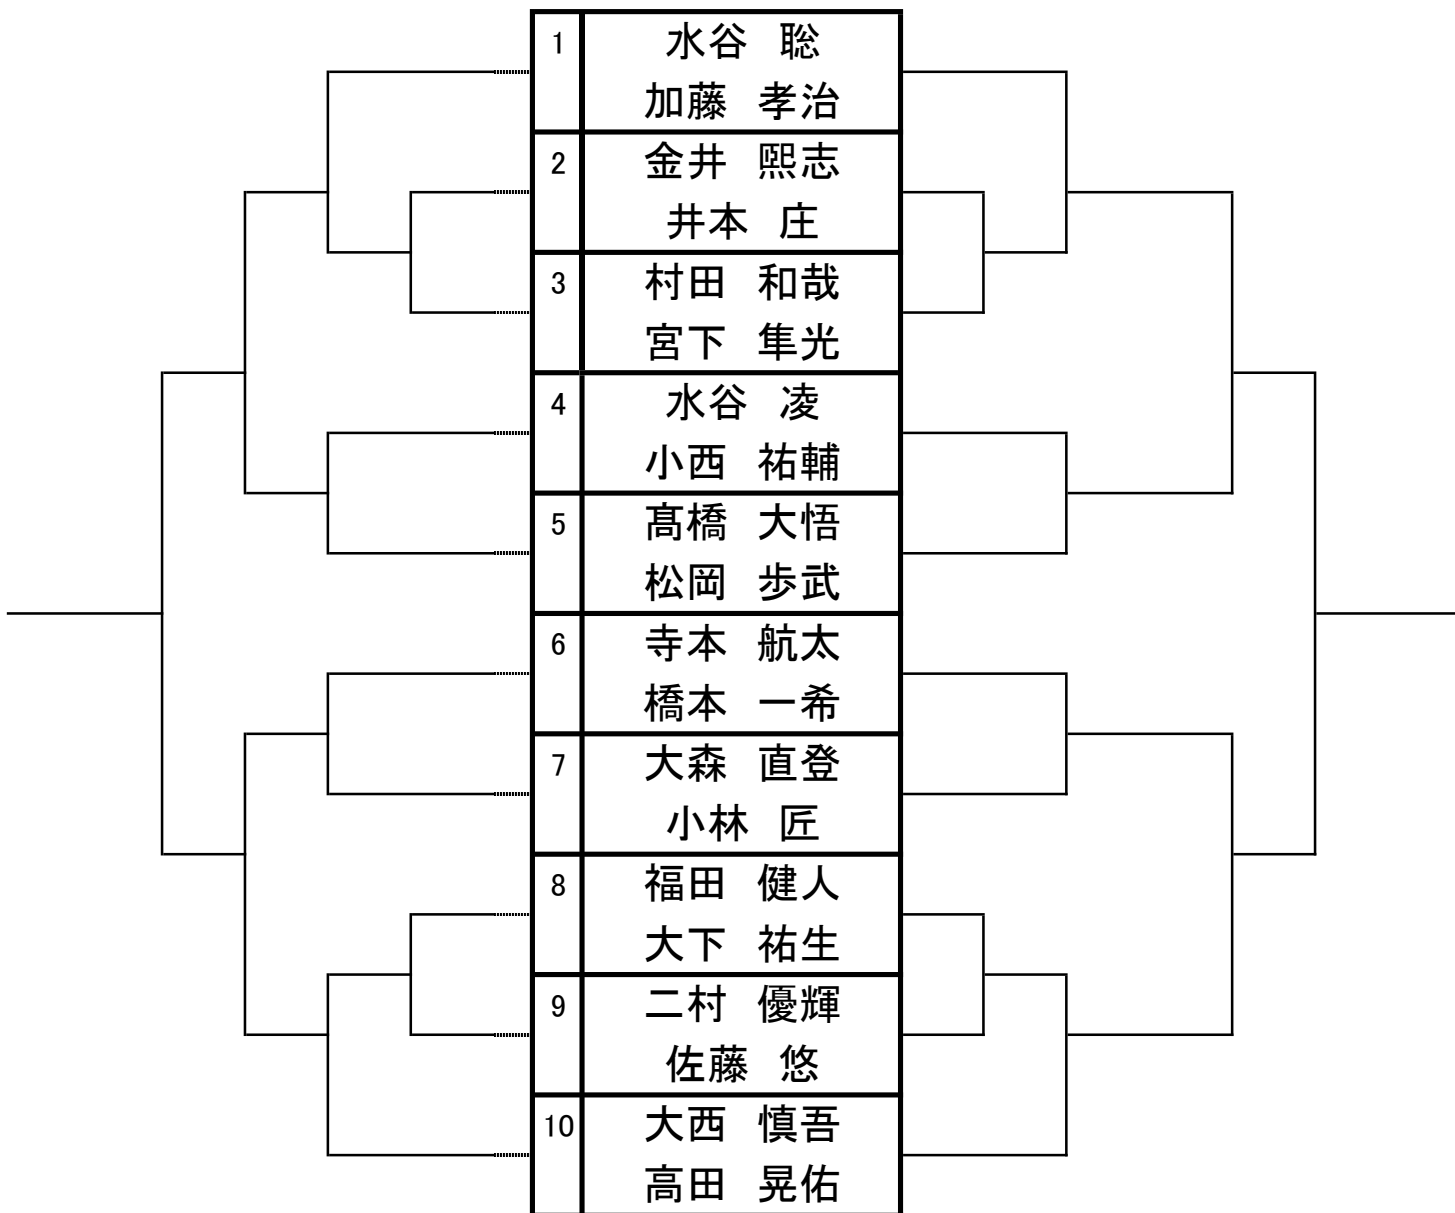 1 水谷 聡
加藤 孝治
2 金井 熙志
井本 庄
3 村田 和哉
宮下 隼光
4 水谷 凌
小西 祐輔
5 髙橋 大悟
松岡 歩武
6 寺本 航太
橋本 一希
7 大森 直登
小林 匠
8 福田 健人
大下 祐生
9 二村 優輝
佐藤 悠
10 大西 慎吾
高田 晃佑